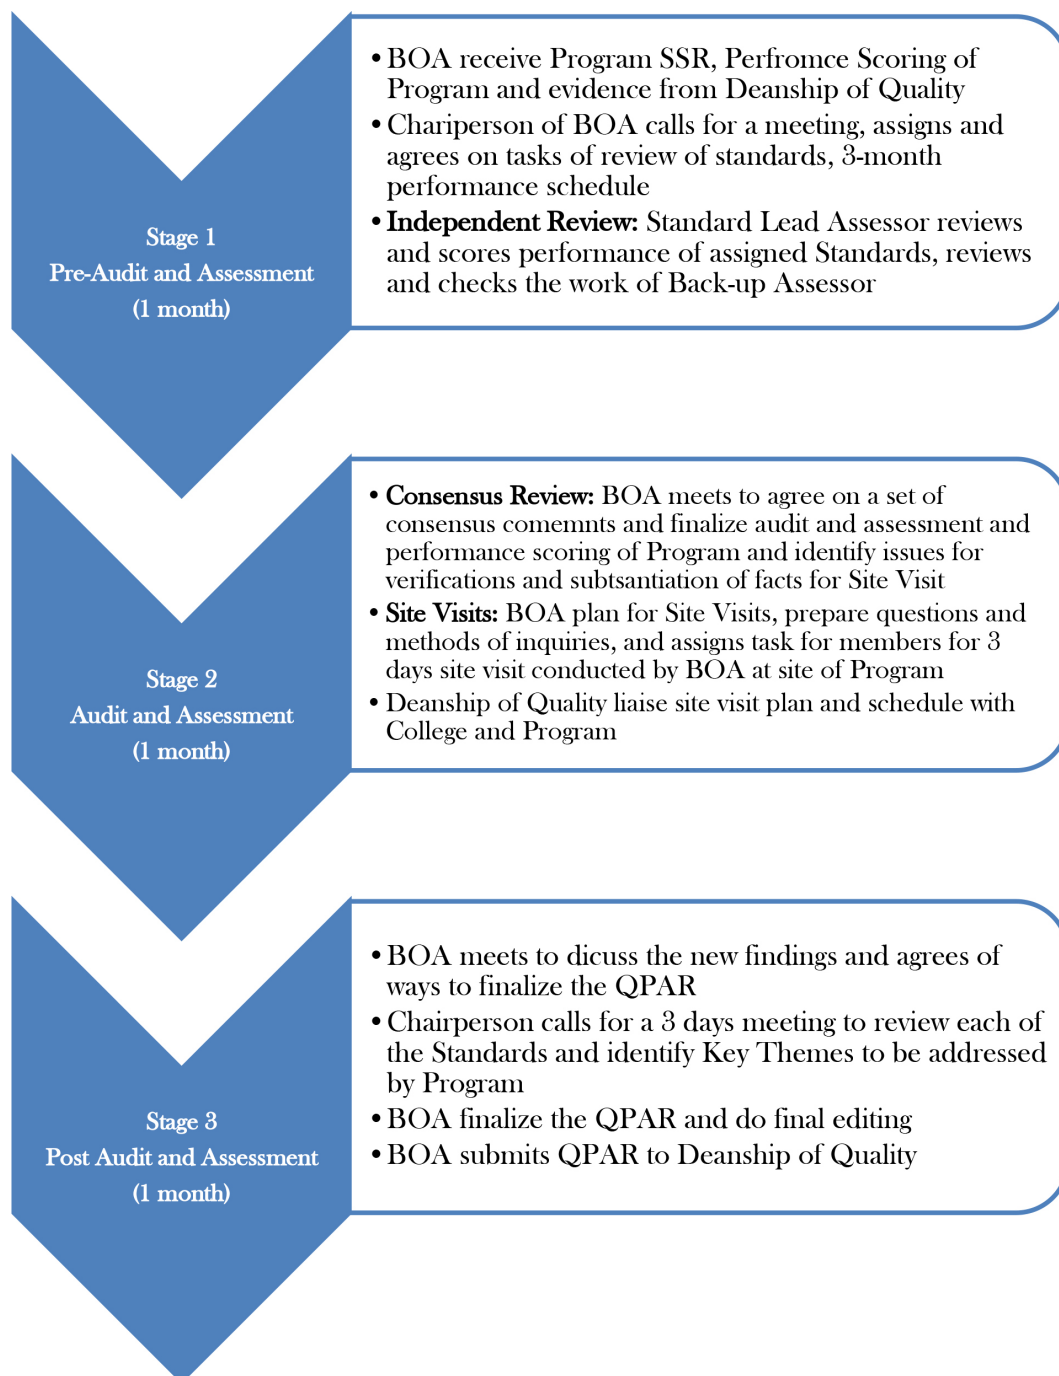 Stage 1
Pre-Audit and Assessment
(1 month)
• BOA receive Program SSR, Perfromce Scoring of
Program and evidence from Deanship of Quality
• Chariperson of BOA calls for a meeting, assigns and
agrees on tasks of review of standards, 3-month
performance schedule
• Independent Review: Standard Lead Assessor reviews
and scores performance of assigned Standards, reviews
and checks the work of Back-up Assessor
Stage 2
Audit and Assessment
(1 month)
• Consensus Review: BOA meets to agree on a set of
consensus comemnts and finalize audit and assessment and
performance scoring of Program and identify issues for
verifications and subtsantiation of facts for Site Visit
• Site Visits: BOA plan for Site Visits, prepare questions and
methods of inquiries, and assigns task for members for 3
days site visit conducted by BOA at site of Program
• Deanship of Quality liaise site visit plan and schedule with
College and Program
Stage 3
Post Audit and Assessment
(1 month)
• BOA meets to dicuss the new findings and agrees of
ways to finalize the QPAR
• Chairperson calls for a 3 days meeting to review each of
the Standards and identify Key Themes to be addressed
by Program
• BOA finalize the QPAR and do final editing
• BOA submits QPAR to Deanship of Quality